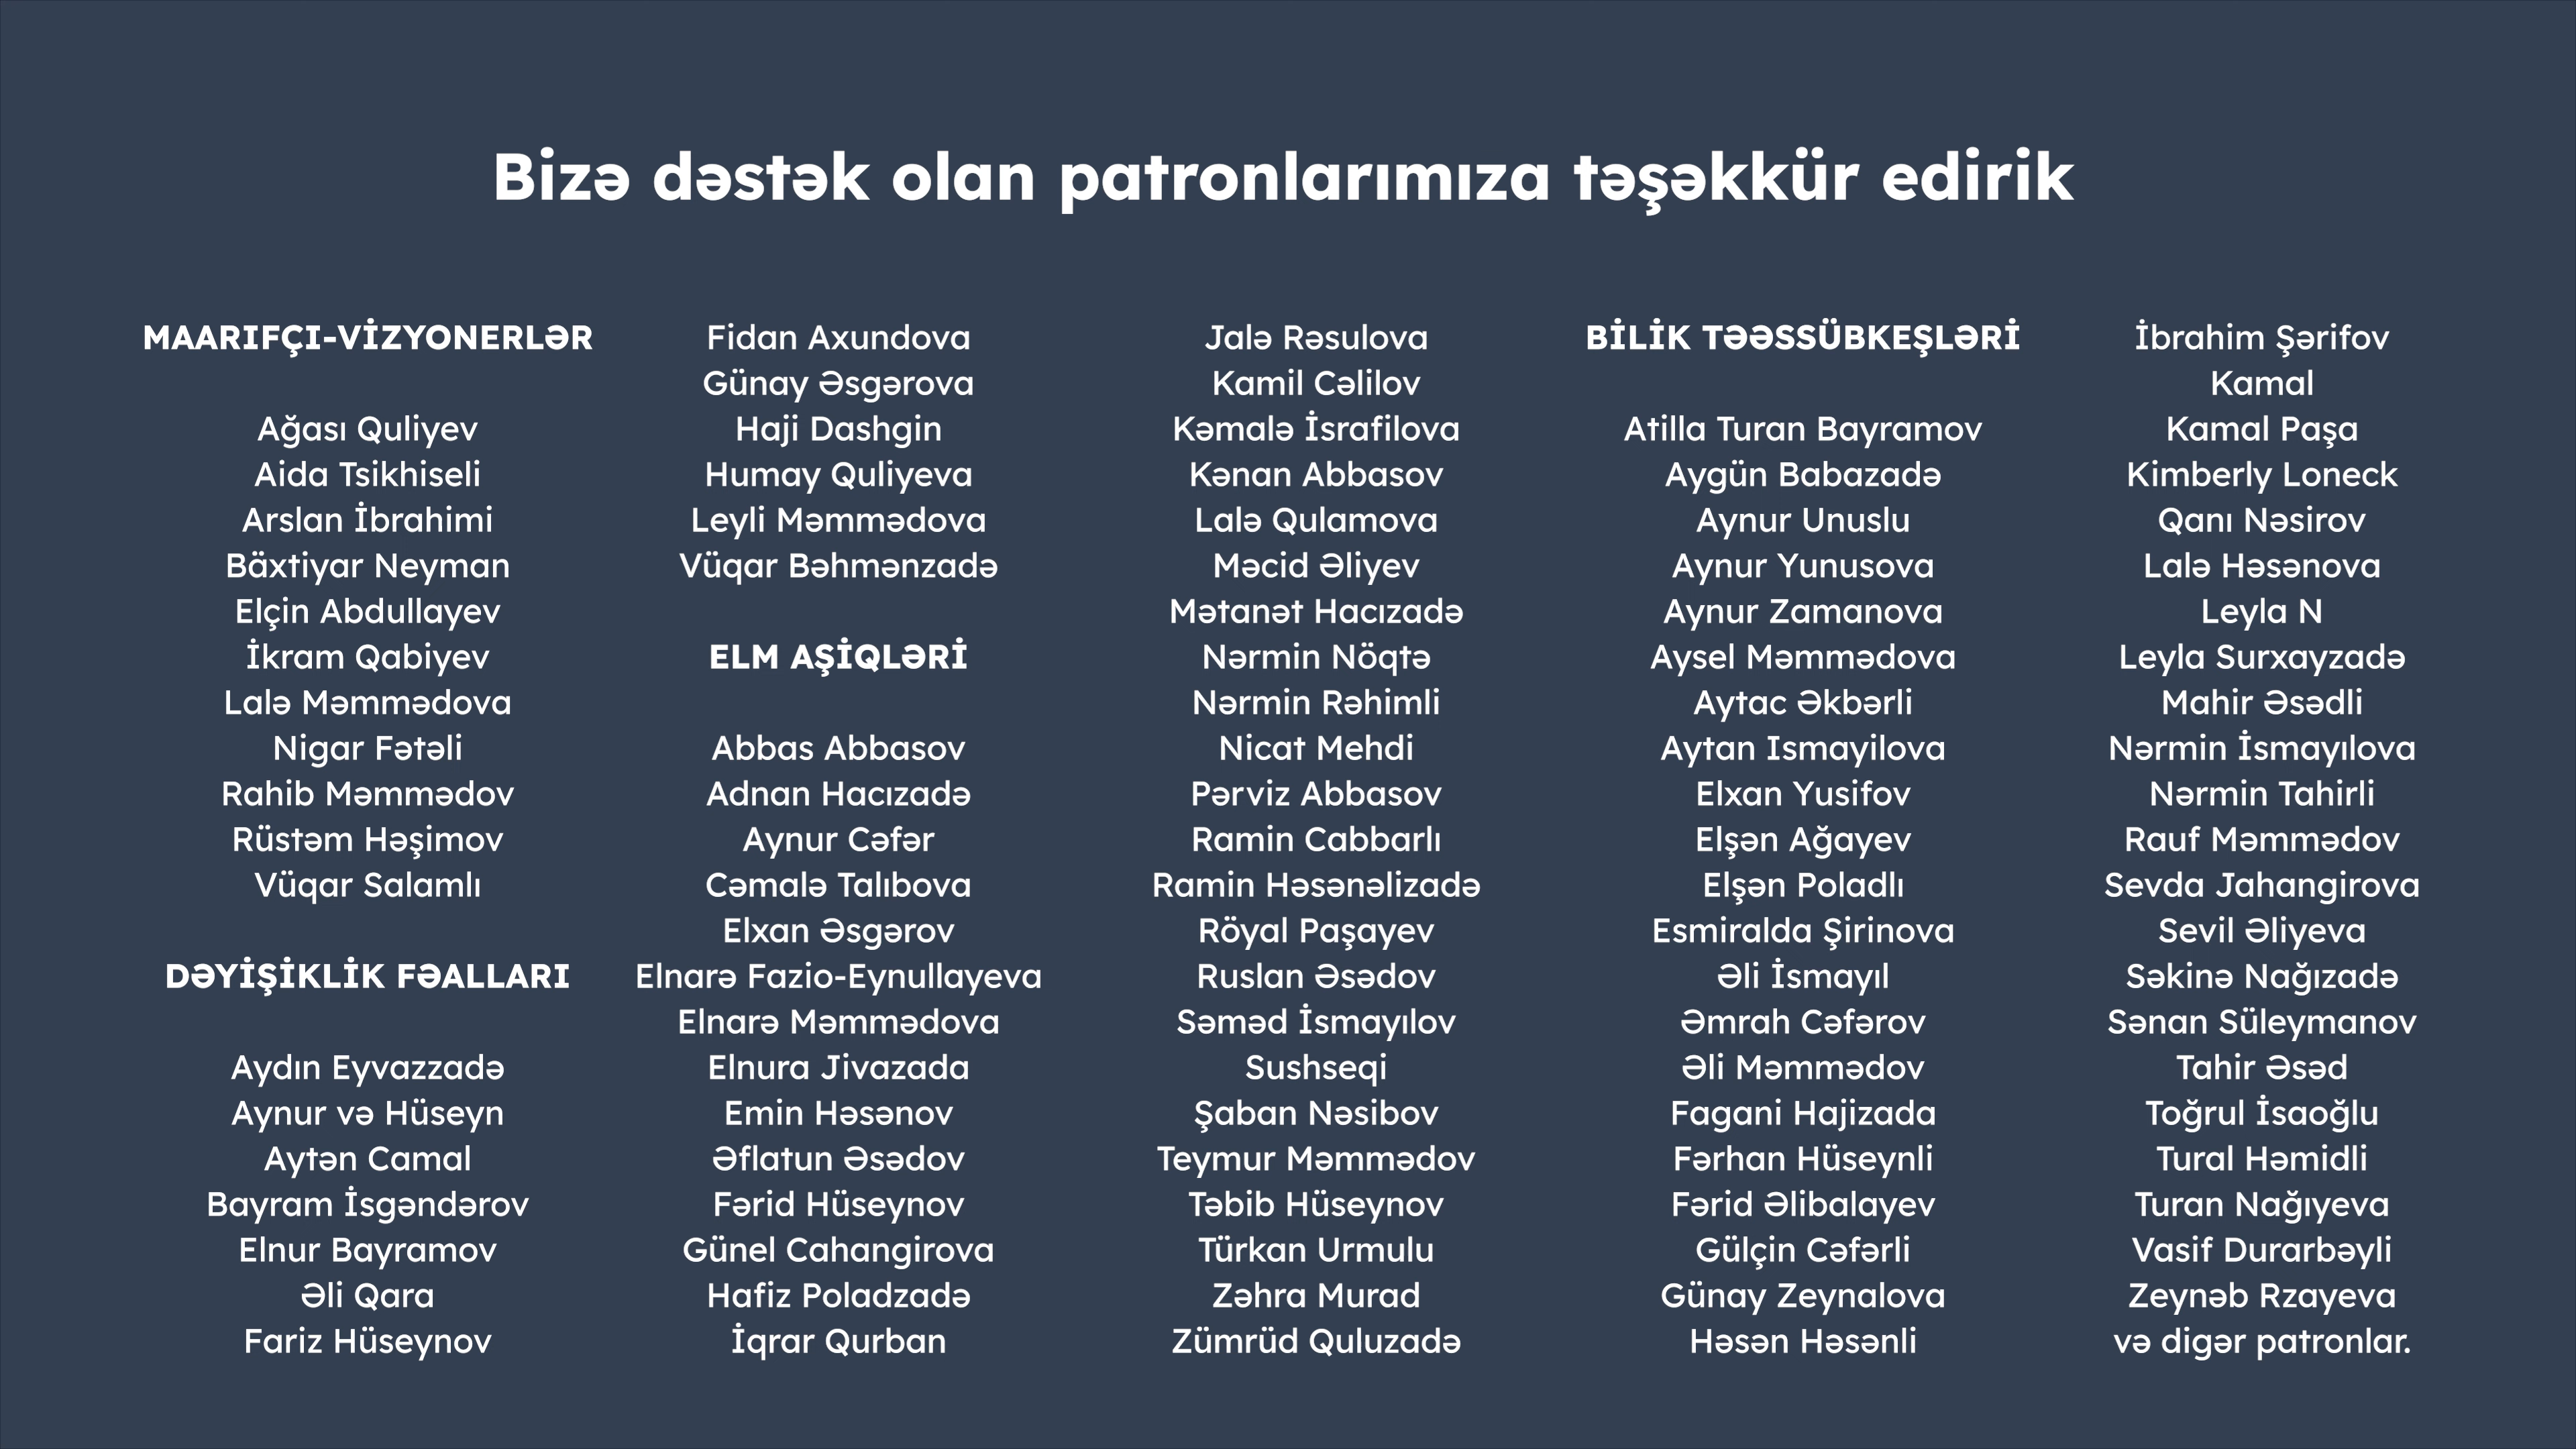 Bizə dəstək olan patronlarımıza təşəkkür edirik
MAARIFÇI-VİZYONERLƏR
Ağası Quliyev
Aida Tsikhiseli
Arslan İbrahimi
Bäxtiyar Neyman
Elçin Abdullayev
İkram Qabiyev
Lalə Məmmədova
Nigar Fətəli
Rahib Məmmədov
Rüstəm Həşimov
Vüqar Salamlı
DƏYİŞİKLİK FƏALLARI
Aydın Eyvazzadə
Aynur və Hüseyn
Aytən Camal
Bayram İsgəndərov
Elnur Bayramov
Əli Qara
Fariz Hüseynov
Fidan Axundova
Günay Əsgərova
Haji Dashgin
Humay Quliyeva
Leyli Məmmədova
Vüqar Bəhmənzadə
ELM AŞİQLƏRİ
Abbas Abbasov
Adnan Hacızadə
Aynur Cəfər
Cəmalə Talıbova
Elxan Əsgərov
Elnarə Fazio-Eynullayeva
Elnarə Məmmədova
Elnura Jivazada
Emin Həsənov
Əflatun Əsədov
Fərid Hüseynov
Günel Cahangirova
Hafiz Poladzadə
İqrar Qurban
Jalə Rəsulova
Kamil Cəlilov
Kəmalə İsrafilova
Kənan Abbasov
Lalə Qulamova
Məcid Əliyev
Mətanət Hacızadə
Nərmin Nöqtə
Nərmin Rəhimli
Nicat Mehdi
Pərviz Abbasov
Ramin Cabbarlı
Ramin Həsənəlizadə
Röyal Paşayev
Ruslan Əsədov
Səməd İsmayılov
Sushseqi
Şaban Nəsibov
Teymur Məmmədov
Təbib Hüseynov
Türkan Urmulu
Zəhra Murad
Zümrüd Quluzadə
BİLİK TƏƏSSÜBKEŞLƏRİ
Atilla Turan Bayramov
Aygün Babazadə
Aynur Unuslu
Aynur Yunusova
Aynur Zamanova
Aysel Məmmədova
Aytac Əkbərli
Aytan Ismayilova
Elxan Yusifov
Elşən Ağayev
Elşən Poladlı
Esmiralda Şirinova
Əli İsmayıl
Əmrah Cəfərov
Əli Məmmədov
Fagani Hajizada
Fərhan Hüseynli
Fərid Əlibalayev
Gülçin Cəfərli
Günay Zeynalova
Həsən Həsənli
İbrahim Şərifov
Kamal
Kamal Paşa
Kimberly Loneck
Qanı Nəsirov
Lalə Həsənova
Leyla N
Leyla Surxayzadə
Mahir Əsədli
Nərmin İsmayılova
Nərmin Tahirli
Rauf Məmmədov
Sevda Jahangirova
Sevil Əliyeva
Səkinə Nağızadə
Sənan Süleymanov
Tahir Əsəd
Toğrul İsaoğlu
Tural Həmidli
Turan Nağıyeva
Vasif Durarbəyli
Zeynəb Rzayeva
və digər patronlar.